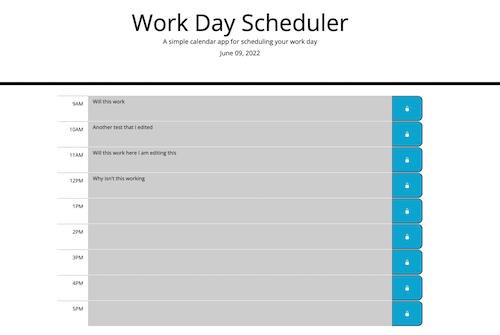 Work Day Scheduler
A simple calendar app for scheduling your work day
June 09, 2022
9AM Will this work
10AM Another test that I edited
11AM Will this work here I am editing this
12PM Why isn't this working
1PM
2PM
3PM
4PM
5PM